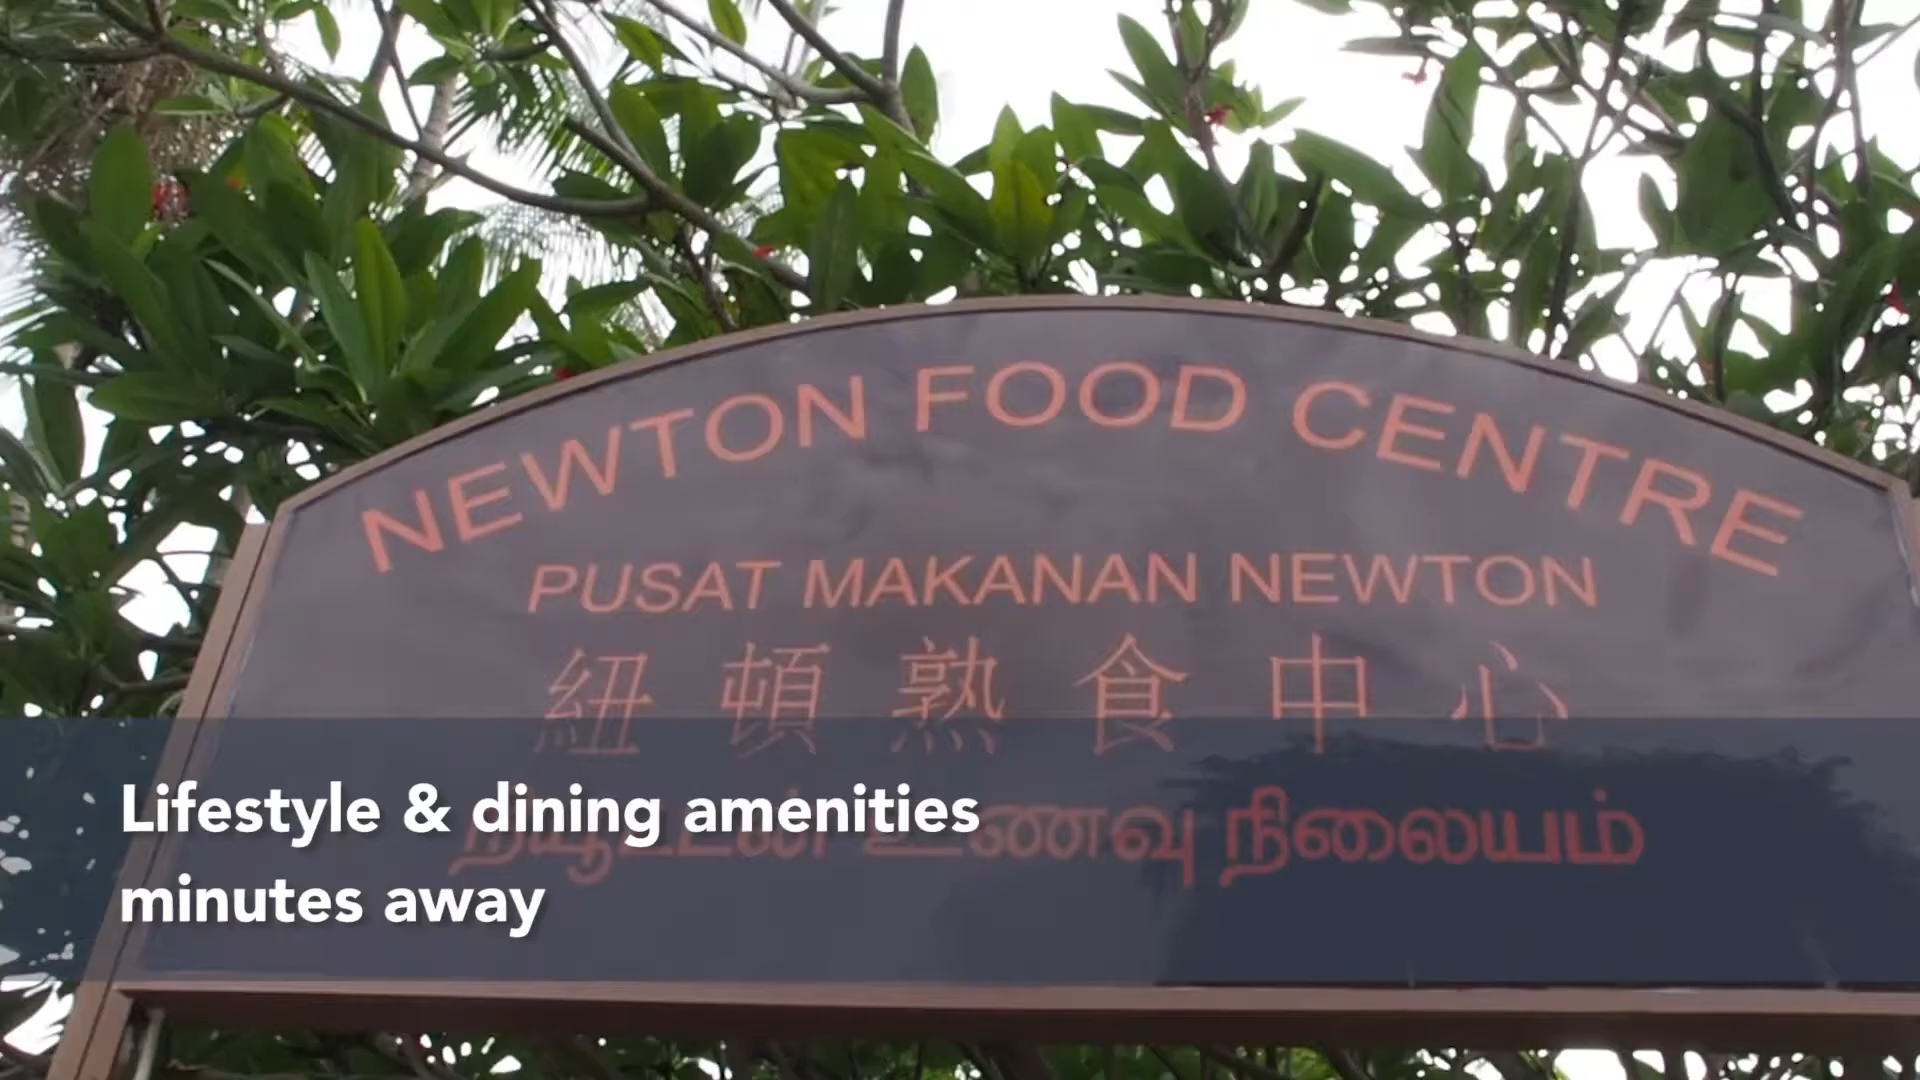 NEWTON FOOD CENTRE
PUSAT MAKANAN NEWTON
紐頓熟食中心
நியூட்டன் உணவு நிலையம்
Lifestyle & dining amenities
minutes away